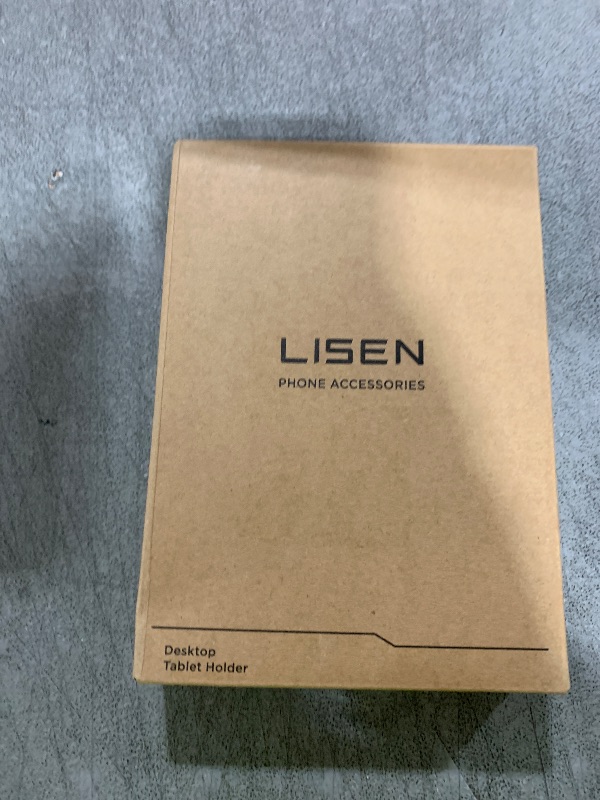 LISEN
PHONE ACCESSORIES
Desktop
Tablet Holder